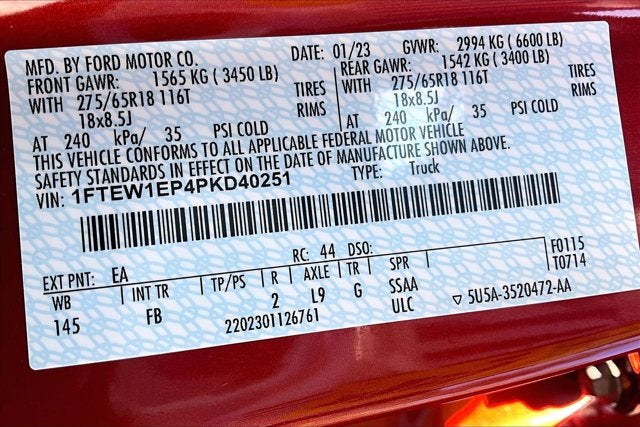 MFD. BY FORD MOTOR CO. DATE: 01/23 GVWR: 2994 KG ( 6600 LB)
FRONT GAWR: 1565 KG ( 3450 LB) REAR GAWR: 1542 KG ( 3400 LB)
WITH 275/65R18 116T TIRES WITH 275/65R18 116T TIRES
18x8.5J RIMS 18x8.5J RIMS
AT 240 kPa/ 35 PSI COLD AT 240 kPa/ 35 PSI COLD
THIS VEHICLE CONFORMS TO ALL APPLICABLE FEDERAL MOTOR VEHICLE
SAFETY STANDARDS IN EFFECT ON THE DATE OF MANUFACTURE SHOWN ABOVE.
VIN: 1FTEW1EP4PKD40251 TYPE: Truck
EXT PNT: EA RC: 44 DSO: F0115
WB INT TR TP/PS R AXLE TR SPR T0714
145 FB 2 L9 G SSAA
2202301126761 ULC ▽ 5U5A-3520472-AA